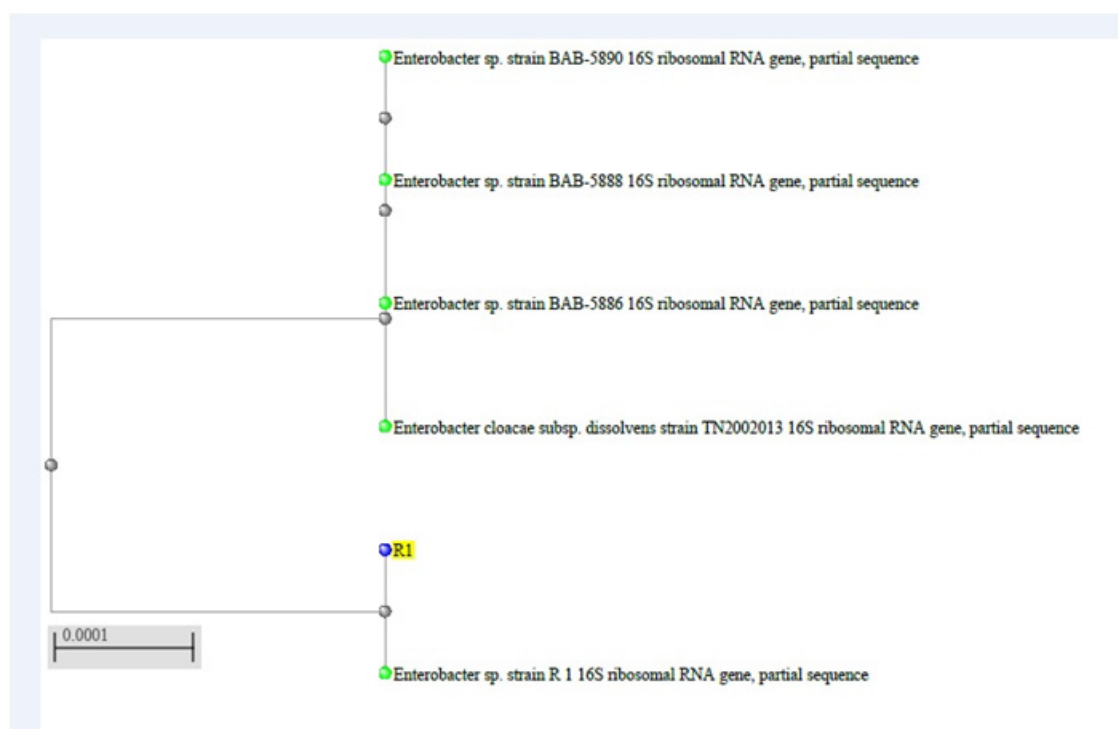 Enterobacter sp. strain BAB-5890 16S ribosomal RNA gene, partial sequence
Enterobacter sp. strain BAB-5888 16S ribosomal RNA gene, partial sequence
Enterobacter sp. strain BAB-5886 16S ribosomal RNA gene, partial sequence
Enterobacter cloacae subsp. dissolvens strain TN2002013 16S ribosomal RNA gene, partial sequence
R1
0.0001
Enterobacter sp. strain R 1 16S ribosomal RNA gene, partial sequence